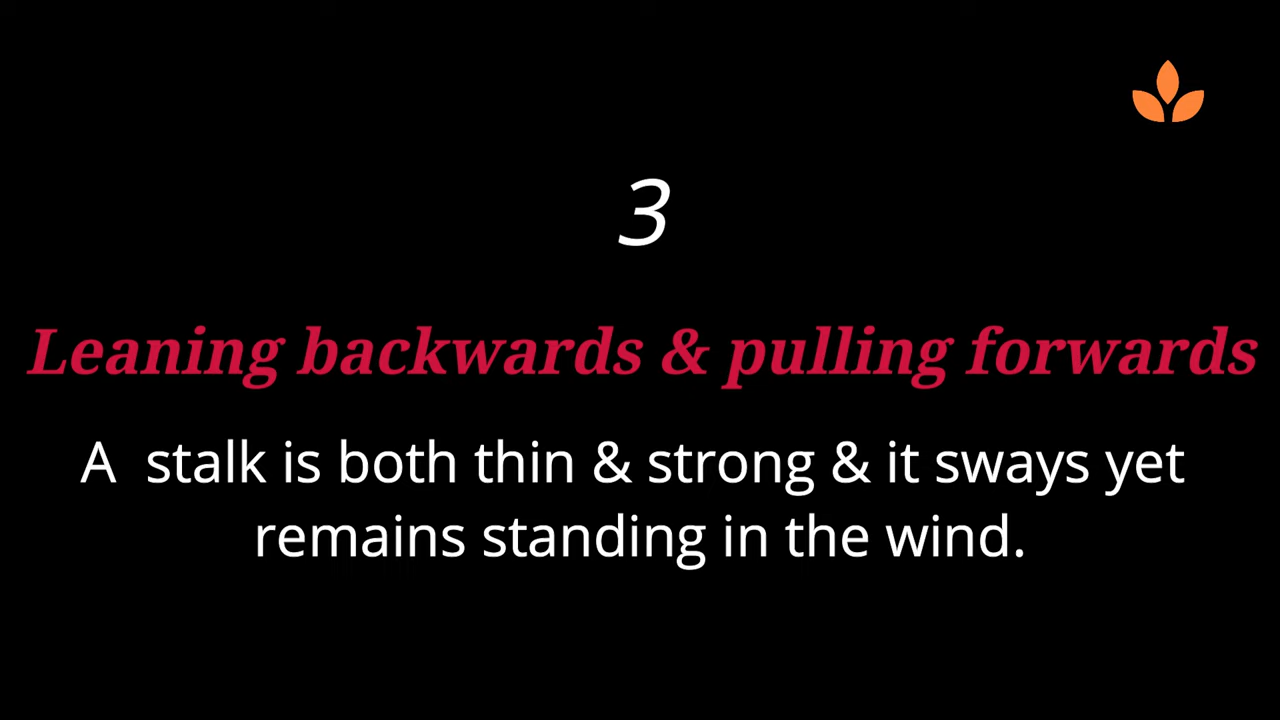 3
Leaning backwards & pulling forwards
A  stalk is both thin & strong & it sways yet
remains standing in the wind.